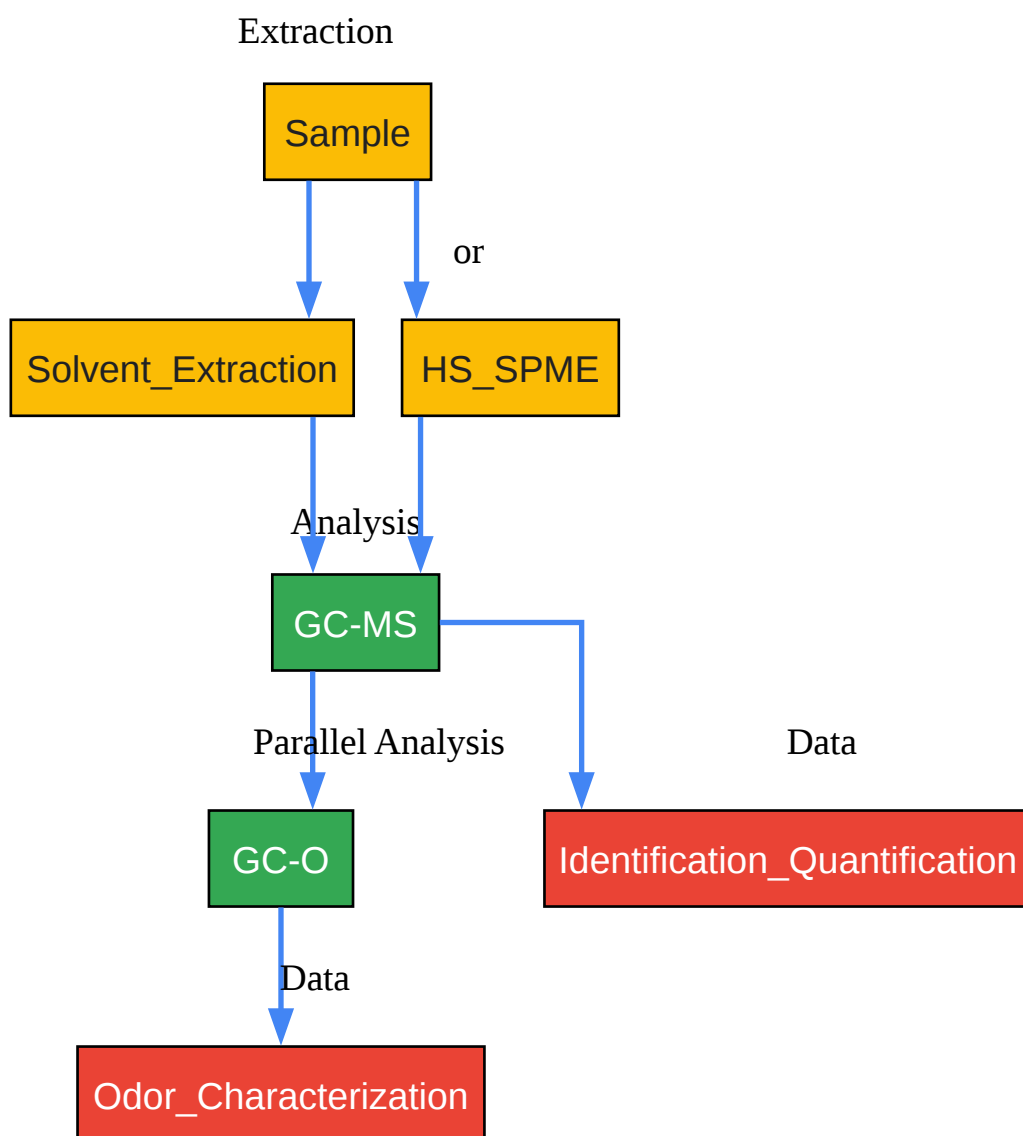 Extraction
Sample
or
Solvent_Extraction
HS_SPME
Analysis
GC-MS
Parallel Analysis
Data
GC-O
Identification_Quantification
Data
Odor_Characterization